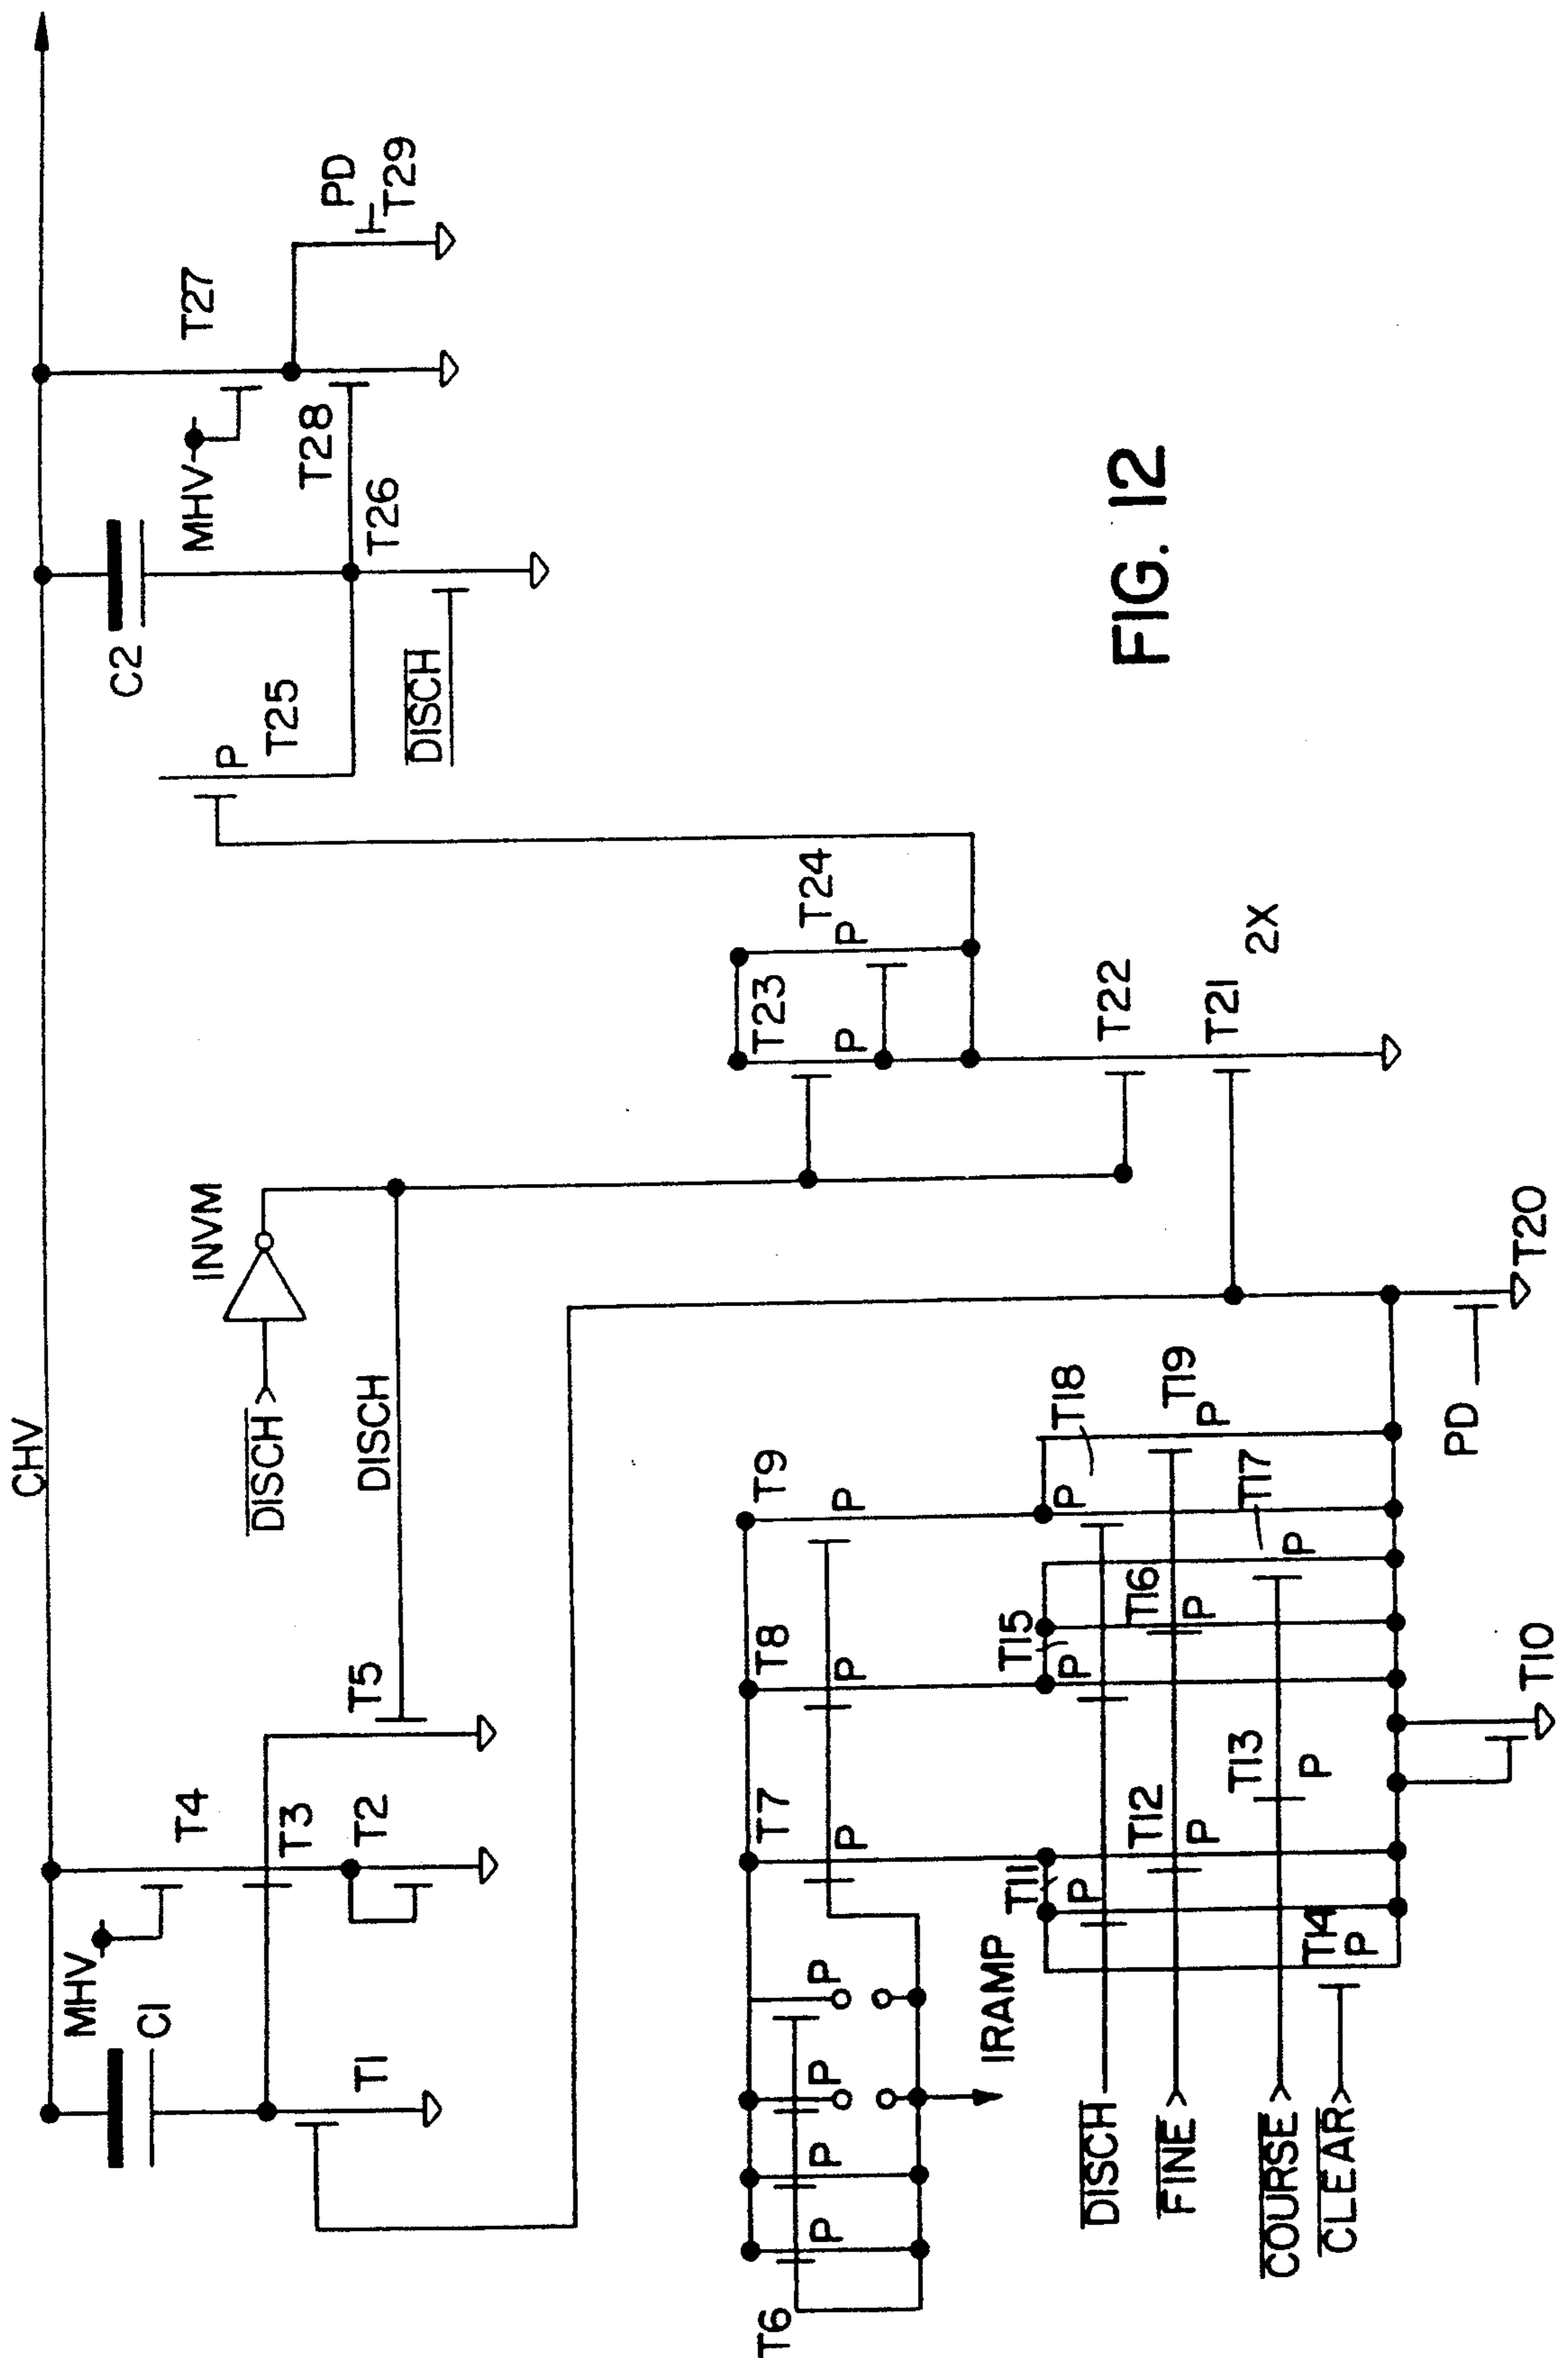 CHV
MHV
C1
T1
T4
T3
T2
T5
DISCH
DISCH
INVM
C2
T25
P
DISCH
MHV
T26
T28
T27
PD
T29
T6
P
P
P
P
IRAMP
T7
P
T8
P
T9
P
T23
P
T24
P
T22
T21
2X
DISCH
FINE
COURSE
CLEAR
T11
P
T12
P
T13
P
T14
P
T15
P
T16
P
T17
P
T18
P
T19
P
T10
PD
T20
FIG. 12